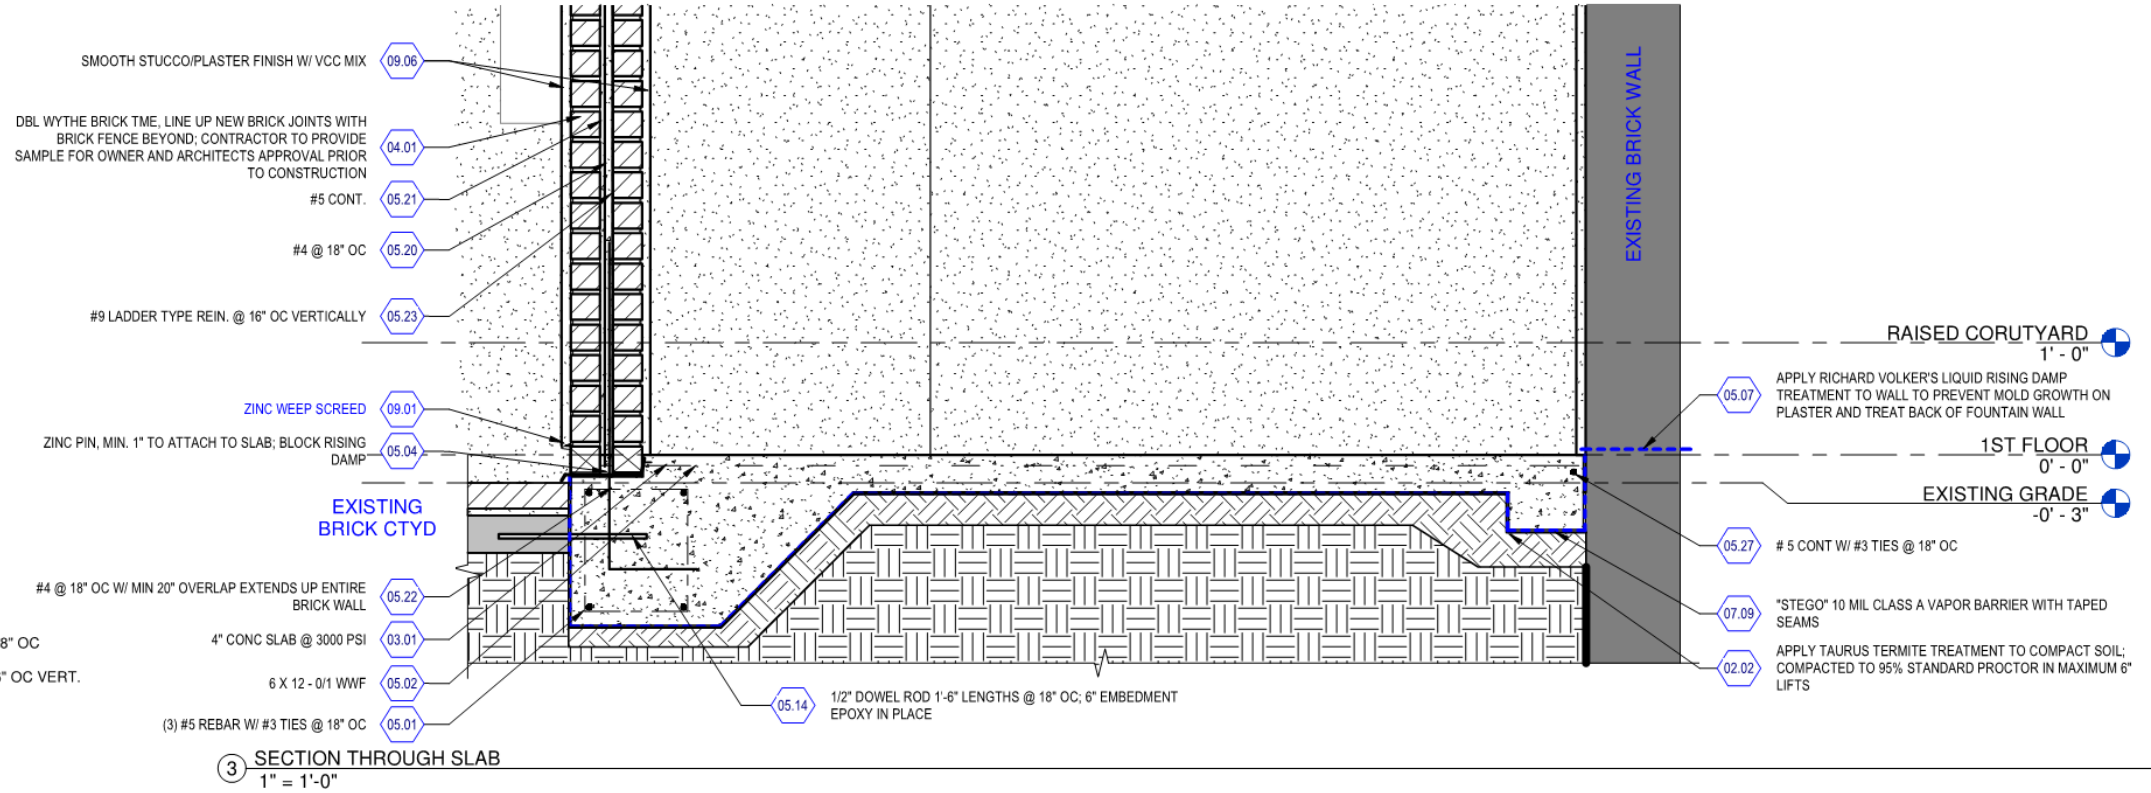 SMOOTH STUCCO/PLASTER FINISH W/ VCC MIX
09.06
DBL WYTHE BRICK TME, LINE UP NEW BRICK JOINTS WITH
BRICK FENCE BEYOND; CONTRACTOR TO PROVIDE
SAMPLE FOR OWNER AND ARCHITECTS APPROVAL PRIOR
TO CONSTRUCTION
04.01
#5 CONT.
05.21
#4 @ 18" OC
05.20
#9 LADDER TYPE REIN. @ 16" OC VERTICALLY
05.23
ZINC WEEP SCREED
09.01
ZINC PIN, MIN. 1" TO ATTACH TO SLAB; BLOCK RISING
DAMP
05.04
EXISTING
BRICK CTYD
#4 @ 18" OC W/ MIN 20" OVERLAP EXTENDS UP ENTIRE
BRICK WALL
05.22
4" CONC SLAB @ 3000 PSI
03.01
8" OC
" OC VERT.
6 X 12 - 0/1 WWF
05.02
(3) #5 REBAR W/ #3 TIES @ 18" OC
05.01
05.14
1/2" DOWEL ROD 1'-6" LENGTHS @ 18" OC; 6" EMBEDMENT
EPOXY IN PLACE
EXISTING BRICK WALL
RAISED CORUTYARD
1' - 0"
05.07
APPLY RICHARD VOLKER'S LIQUID RISING DAMP
TREATMENT TO WALL TO PREVENT MOLD GROWTH ON
PLASTER AND TREAT BACK OF FOUNTAIN WALL
1ST FLOOR
0' - 0"
EXISTING GRADE
-0' - 3"
05.27
# 5 CONT W/ #3 TIES @ 18" OC
07.09
"STEGO" 10 MIL CLASS A VAPOR BARRIER WITH TAPED
SEAMS
02.02
APPLY TAURUS TERMITE TREATMENT TO COMPACT SOIL;
COMPACTED TO 95% STANDARD PROCTOR IN MAXIMUM 6"
LIFTS
3
SECTION THROUGH SLAB
1" = 1'-0"